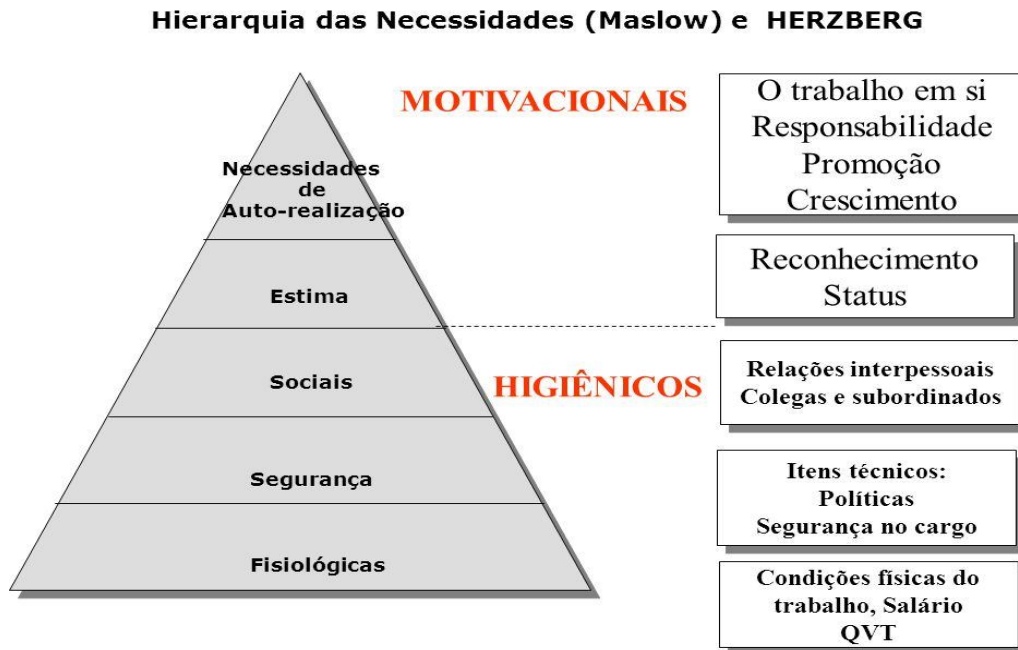 Hierarquia das Necessidades (Maslow) e HERZBERG
MOTIVACIONAIS
O trabalho em si
Responsabilidade
Promoção
Crescimento
Necessidades
de
Auto-realização
Reconhecimento
Status
Estima
Relações interpessoais
Colegas e subordinados
Sociais
HIGIÊNICOS
Itens técnicos:
Políticas
Segurança no cargo
Segurança
Condições físicas do
trabalho, Salário
QVT
Fisiológicas